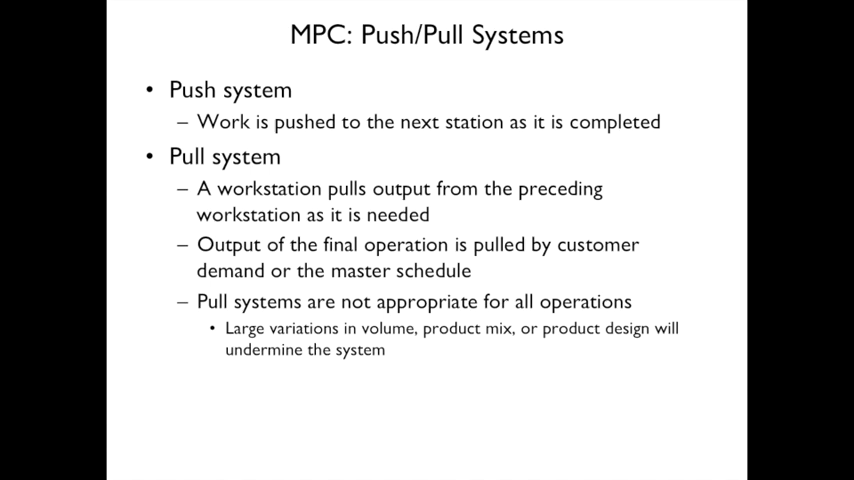 MPC: Push/Pull Systems
• Push system
– Work is pushed to the next station as it is completed
• Pull system
– A workstation pulls output from the preceding
workstation as it is needed
– Output of the final operation is pulled by customer
demand or the master schedule
– Pull systems are not appropriate for all operations
• Large variations in volume, product mix, or product design will
undermine the system